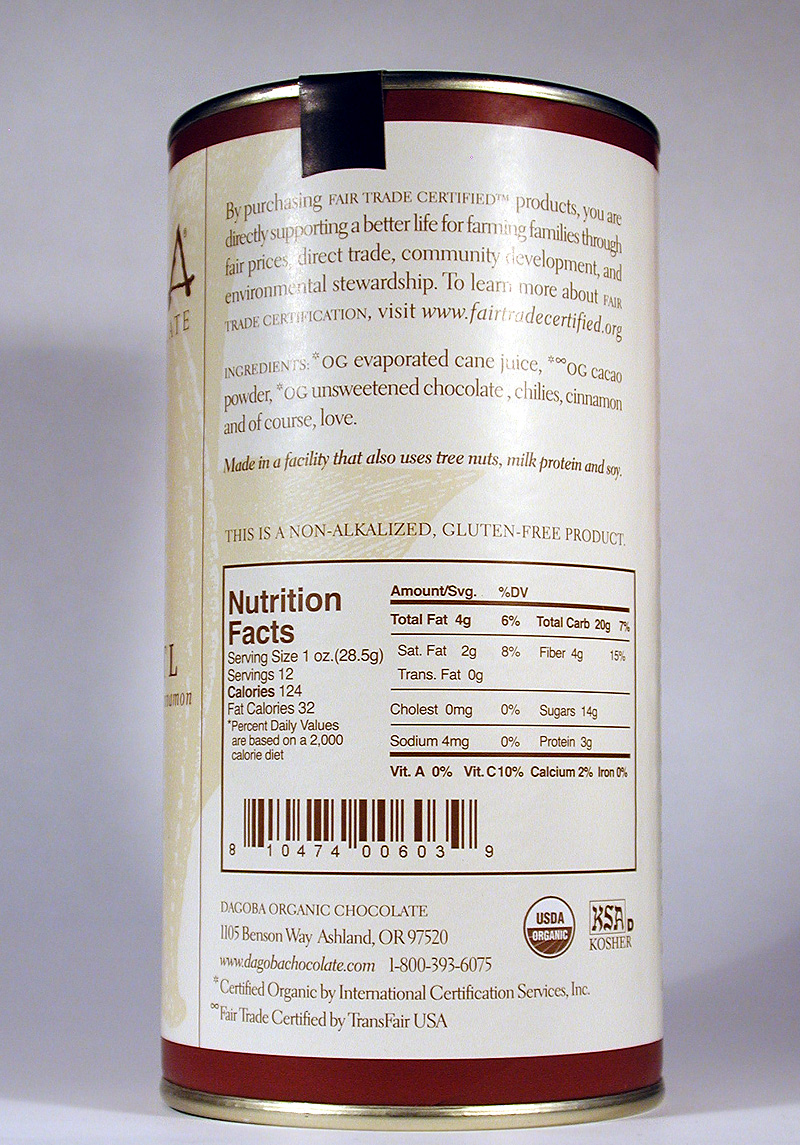 A®
ATE
L
namon
By purchasing FAIR TRADE CERTIFIED™ products, you are
directly supporting a better life for farming families through
fair prices, direct trade, community development, and
environmental stewardship. To learn more about FAIR
TRADE CERTIFICATION, visit www.fairtradecertified.org
INGREDIENTS: *OG evaporated cane juice, *∞OG cacao
powder, *OG unsweetened chocolate , chilies, cinnamon
and of course, love.
Made in a facility that also uses tree nuts, milk protein and soy.
THIS IS A NON-ALKALIZED, GLUTEN-FREE PRODUCT.
Nutrition
Facts
Serving Size 1 oz.(28.5g)
Servings 12
Calories 124
Fat Calories 32
*Percent Daily Values
are based on a 2,000
calorie diet
Amount/Svg. %DV
Total Fat 4g 6% Total Carb 20g 7%
Sat. Fat 2g 8% Fiber 4g 15%
Trans. Fat 0g
Cholest 0mg 0% Sugars 14g
Sodium 4mg 0% Protein 3g
Vit. A 0% Vit. C 10% Calcium 2% Iron 0%
8 10474 00603 9
DAGOBA ORGANIC CHOCOLATE
1105 Benson Way Ashland, OR 97520
www.dagobachocolate.com 1-800-393-6075
*Certified Organic by International Certification Services, Inc.
∞Fair Trade Certified by TransFair USA
USDA
ORGANIC
KSA D
KOSHER